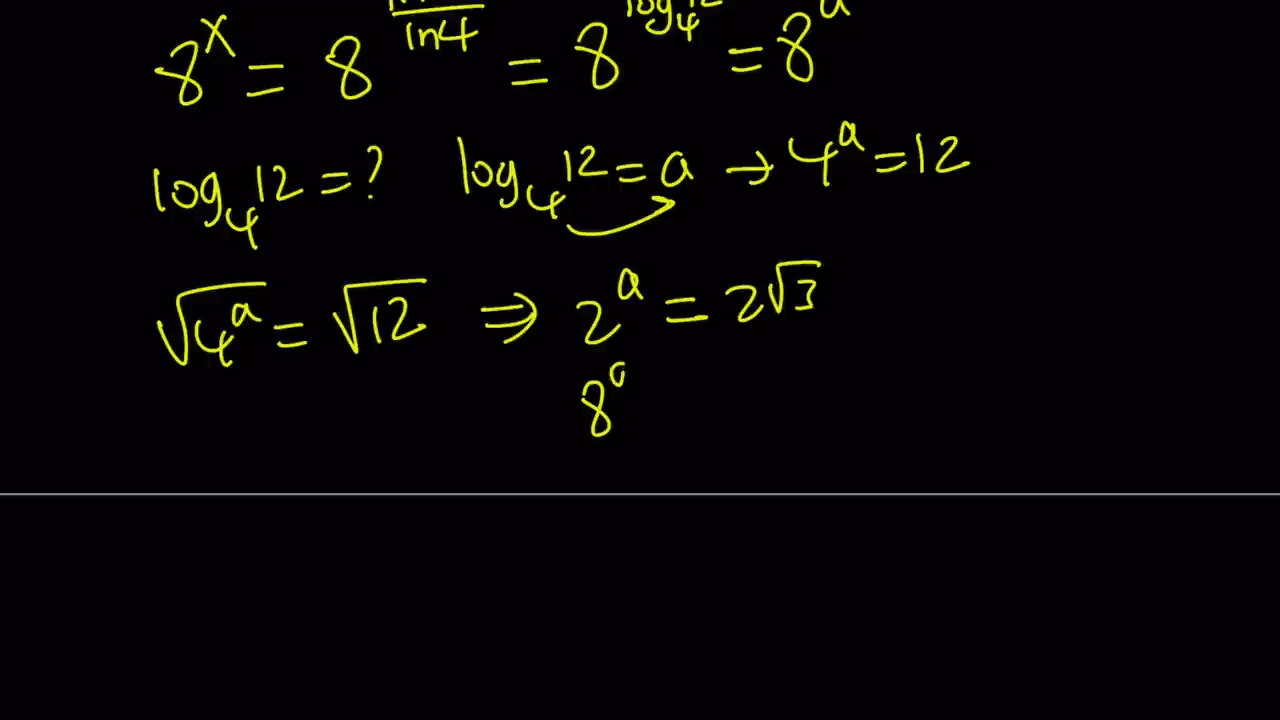 8^x = 8^{/ln4} = 8^{log_4 12} = 8^a
log_4 12 = ? log_4 12 = a → 4^a = 12
√4^a = √12 ⇒ 2^a = 2√3
8^a